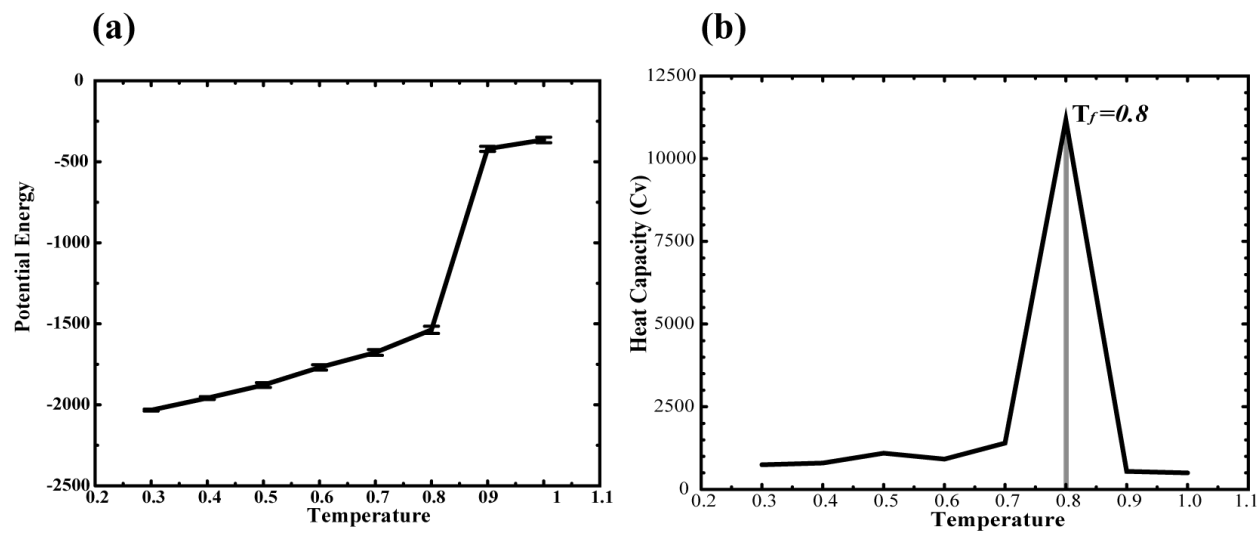 (a)
0
-500
-1000
-1500
-2000
-2500
Potential Energy
0.2 0.3 0.4 0.5 0.6 0.7 0.8 0.9 1 1.1
Temperature
(b)
12500
10000
7500
5000
2500
0
Heat Capacity (Cv)
Tf=0.8
0.2 0.3 0.4 0.5 0.6 0.7 0.8 0.9 1.0 1.1
Temperature